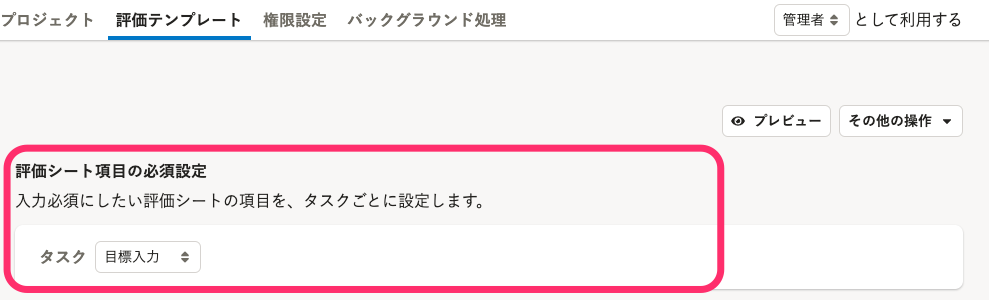 プロジェクト 評価テンプレート 権限設定 バックグラウンド処理 管理者 として利用する
プレビュー その他の操作
評価シート項目の必須設定
入力必須にしたい評価シートの項目を、タスクごとに設定します。
タスク 目標入力